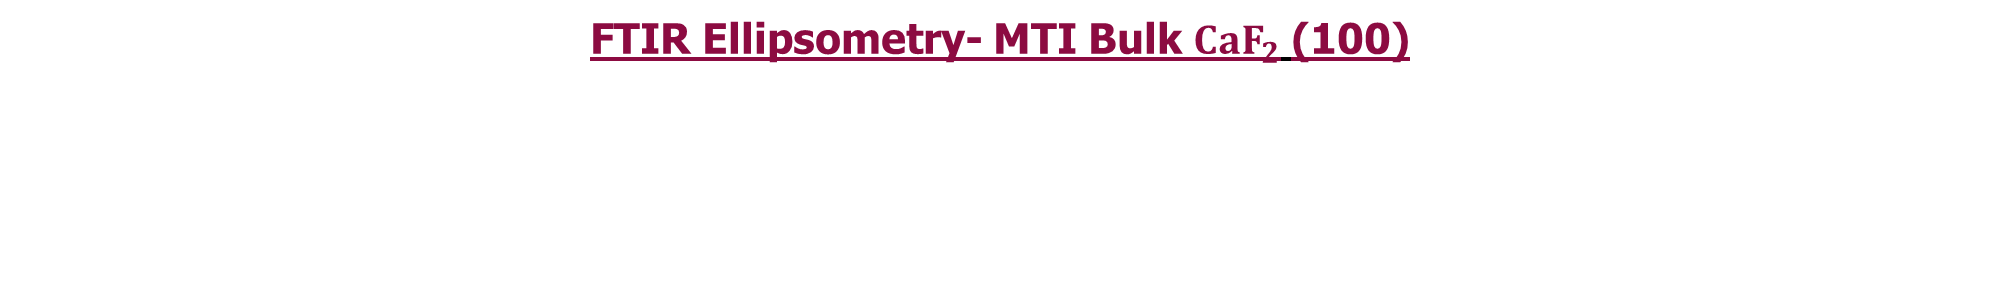 FTIR Ellipsometry- MTI Bulk CaF₂ (100)